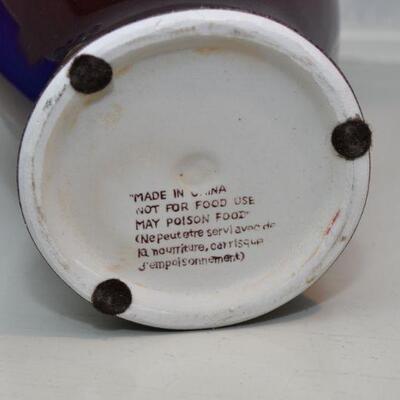 "MADE IN CHINA
NOT FOR FOOD USE
MAY POISON FOOD"
(Ne peut etre servi avec de
la nourriture, car risque
d'empoisonnement)